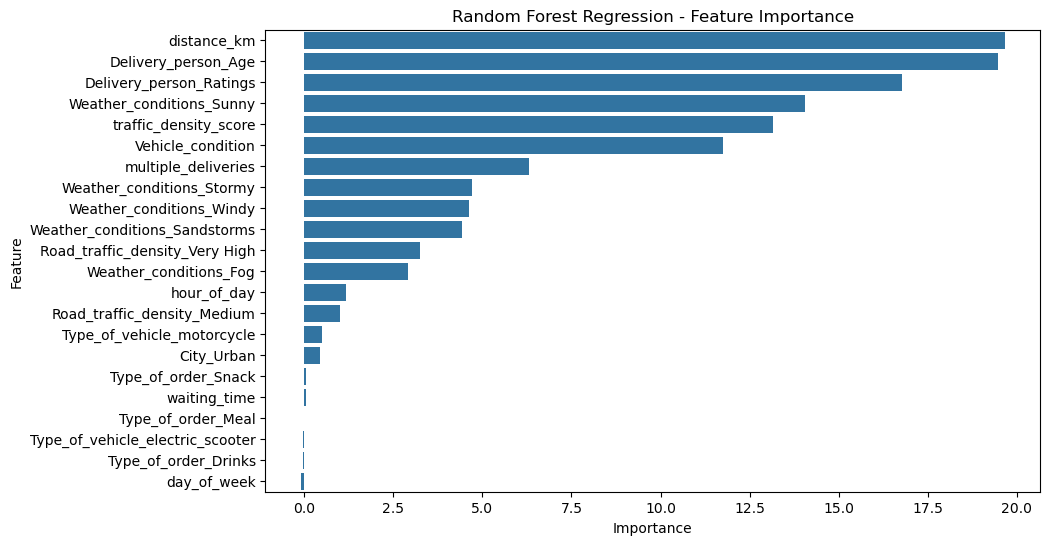 Random Forest Regression - Feature Importance
distance_km
Delivery_person_Age
Delivery_person_Ratings
Weather_conditions_Sunny
traffic_density_score
Vehicle_condition
multiple_deliveries
Weather_conditions_Stormy
Weather_conditions_Windy
Weather_conditions_Sandstorms
Road_traffic_density_Very High
Weather_conditions_Fog
hour_of_day
Road_traffic_density_Medium
Type_of_vehicle_motorcycle
City_Urban
Type_of_order_Snack
waiting_time
Type_of_order_Meal
Type_of_vehicle_electric_scooter
Type_of_order_Drinks
day_of_week
Feature
0.0 2.5 5.0 7.5 10.0 12.5 15.0 17.5 20.0
Importance